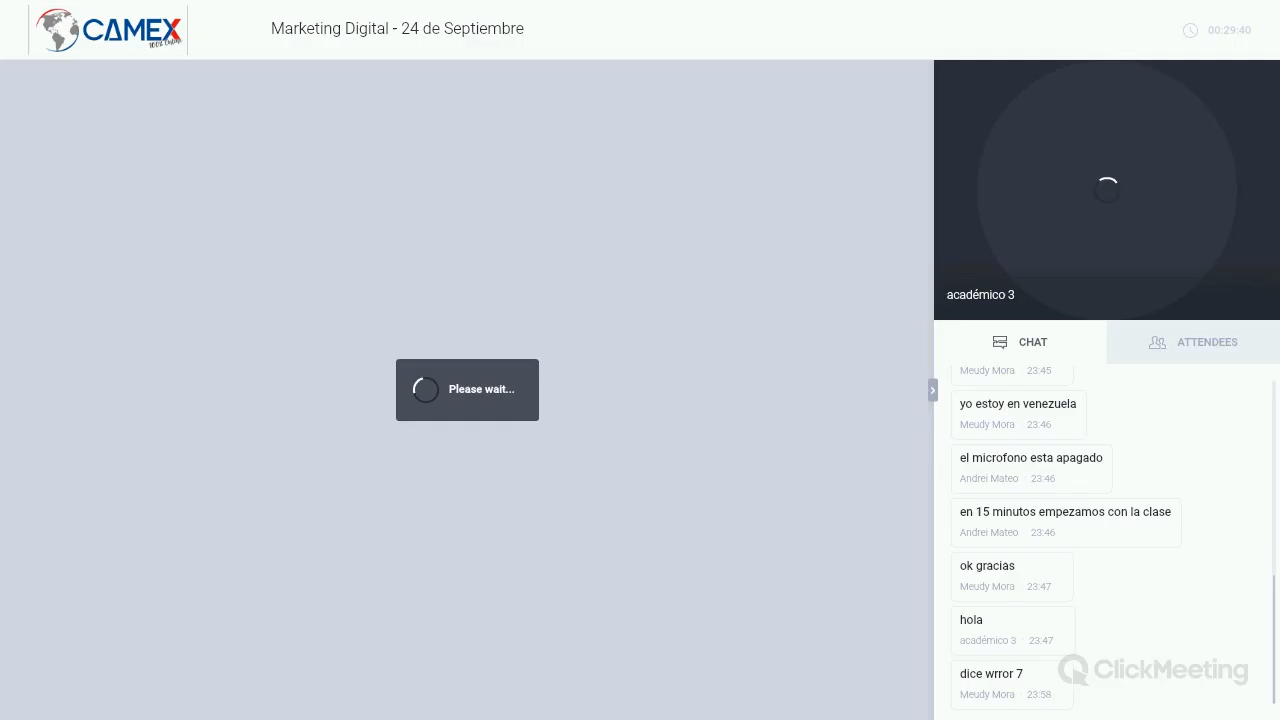 CAMEX
100% Online
Marketing Digital - 24 de Septiembre
00:29:40
Please wait...
académico 3
CHAT
ATTENDEES
Meudy Mora 23:45
yo estoy en venezuela
Meudy Mora 23:46
el microfono esta apagado
Andrei Mateo 23:46
en 15 minutos empezamos con la clase
Andrei Mateo 23:46
ok gracias
Meudy Mora 23:47
hola
académico 3 23:47
dice wrror 7
Meudy Mora 23:58
ClickMeeting